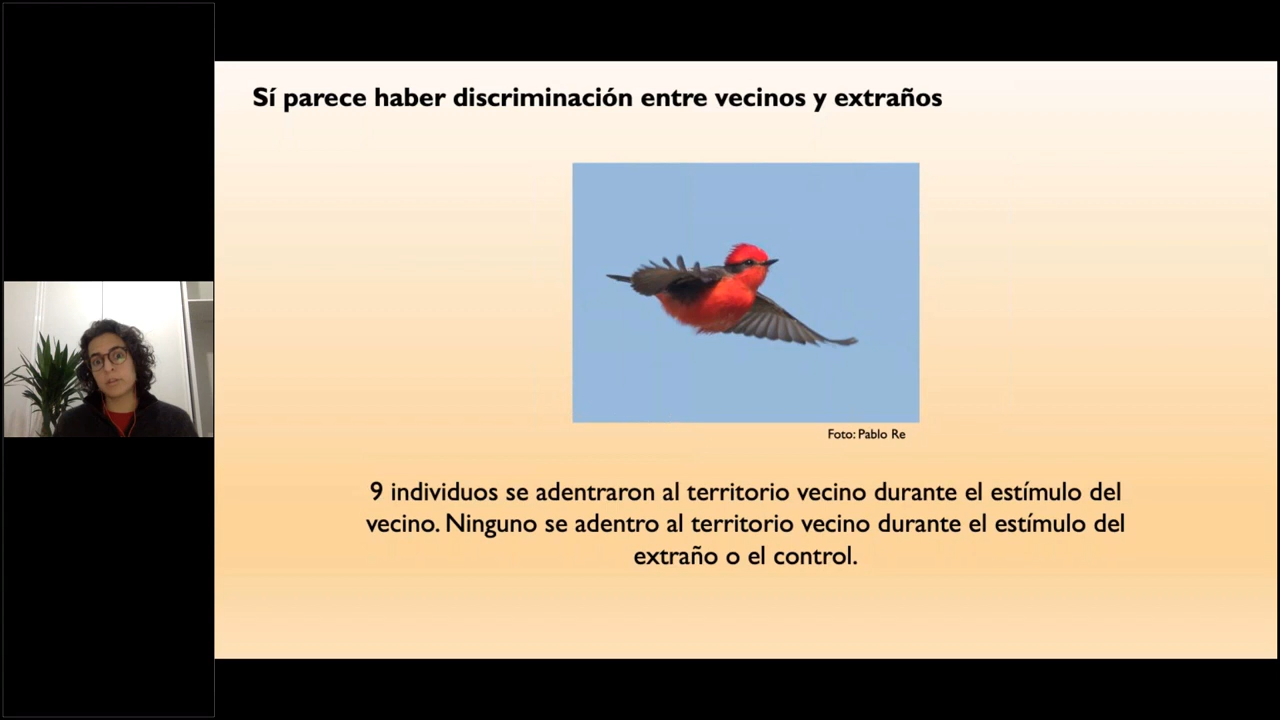 Sí parece haber discriminación entre vecinos y extraños
Foto: Pablo Re
9 individuos se adentraron al territorio vecino durante el estímulo del
vecino. Ninguno se adentro al territorio vecino durante el estímulo del
extraño o el control.